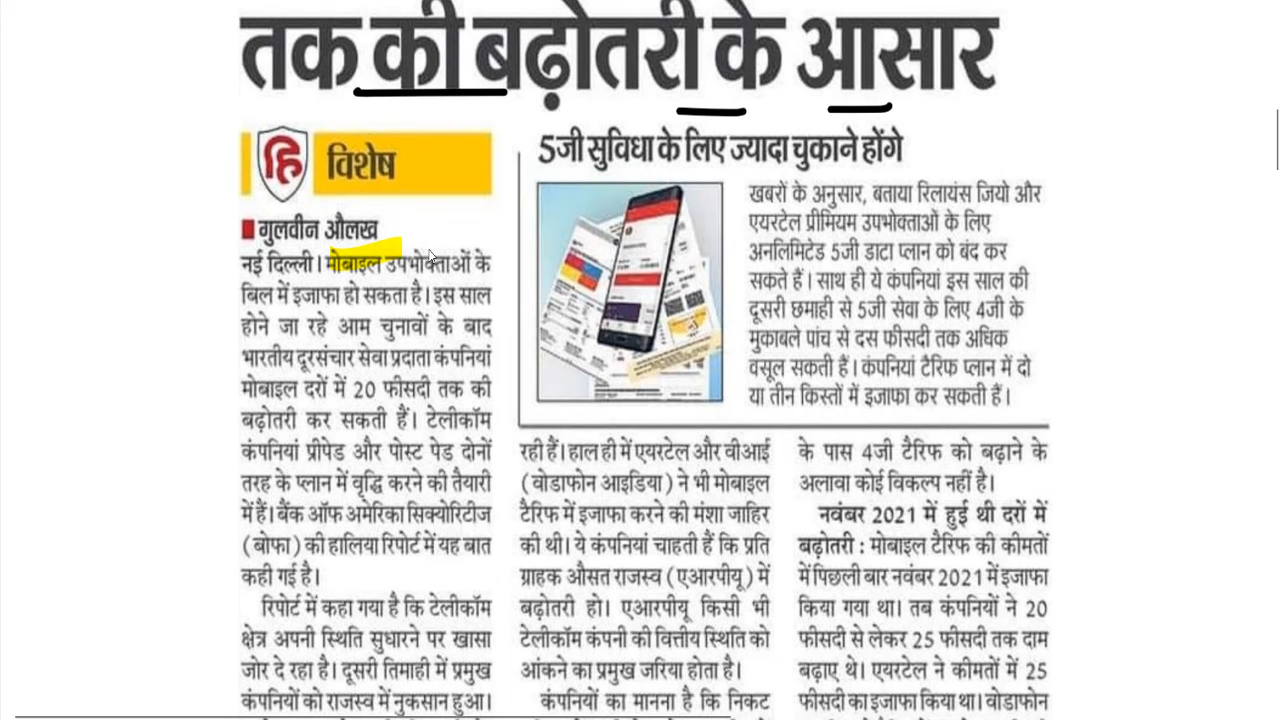 तक की बढ़ोतरी के आसार
हि विशेष
गुलवीन औलख
नई दिल्ली। मोबाइल उपभोक्ताओं के
बिल में इजाफा हो सकता है। इस साल
होने जा रहे आम चुनावों के बाद
भारतीय दूरसंचार सेवा प्रदाता कंपनियां
मोबाइल दरों में 20 फीसदी तक की
बढ़ोतरी कर सकती हैं। टेलीकॉम
कंपनियां प्रीपेड और पोस्ट पेड दोनों
तरह के प्लान में वृद्धि करने की तैयारी
में हैं। बैंक ऑफ अमेरिका सिक्योरिटीज
(बोफा) की हालिया रिपोर्ट में यह बात
कही गई है।
रिपोर्ट में कहा गया है कि टेलीकॉम
क्षेत्र अपनी स्थिति सुधारने पर खासा
जोर दे रहा है। दूसरी तिमाही में प्रमुख
कंपनियों को राजस्व में नुकसान हुआ।
5जी सुविधा के लिए ज्यादा चुकाने होंगे
खबरों के अनुसार, बताया रिलायंस जियो और
एयरटेल प्रीमियम उपभोक्ताओं के लिए
अनलिमिटेड 5जी डाटा प्लान को बंद कर
सकते हैं। साथ ही ये कंपनियां इस साल की
दूसरी छमाही से 5जी सेवा के लिए 4जी के
मुकाबले पांच से दस फीसदी तक अधिक
वसूल सकती हैं। कंपनियां टैरिफ प्लान में दो
या तीन किस्तों में इजाफा कर सकती हैं।
रही हैं। हाल ही में एयरटेल और वीआई
(वोडाफोन आइडिया) ने भी मोबाइल
टैरिफ में इजाफा करने की मंशा जाहिर
की थी। ये कंपनियां चाहती हैं कि प्रति
ग्राहक औसत राजस्व (एआरपीयू) में
बढ़ोतरी हो। एआरपीयू किसी भी
टेलीकॉम कंपनी की वित्तीय स्थिति को
आंकने का प्रमुख जरिया होता है।
कंपनियों का मानना है कि निकट
के पास 4जी टैरिफ को बढ़ाने के
अलावा कोई विकल्प नहीं है।
नवंबर 2021 में हुई थी दरों में
बढ़ोतरी : मोबाइल टैरिफ की कीमतों
में पिछली बार नवंबर 2021 में इजाफा
किया गया था। तब कंपनियों ने 20
फीसदी से लेकर 25 फीसदी तक दाम
बढ़ाए थे। एयरटेल ने कीमतों में 25
फीसदी का इजाफा किया था। वोडाफोन